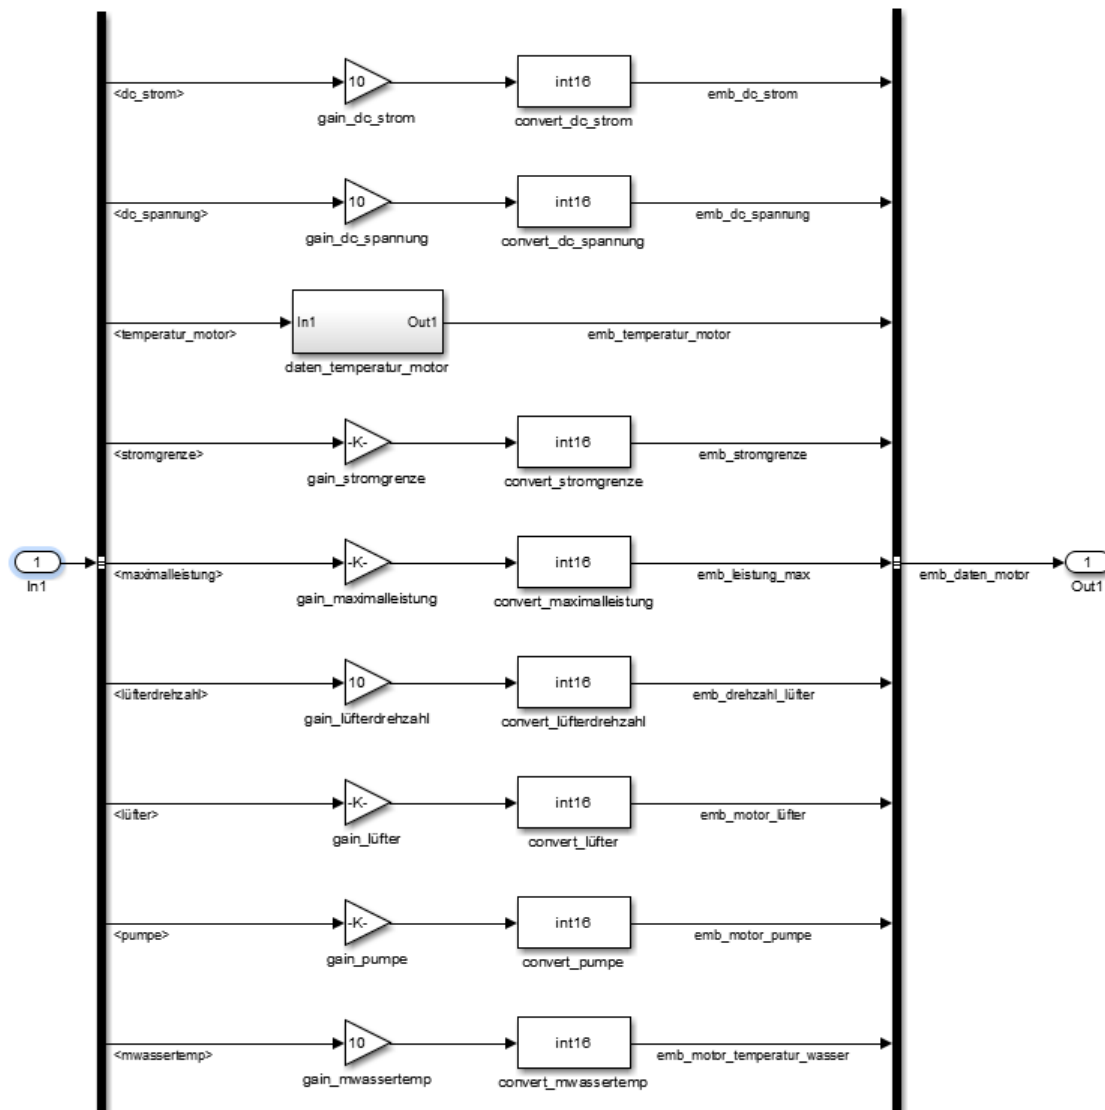 10
<dc_strom>
gain_dc_strom
int16
convert_dc_strom
emb_dc_strom
10
<dc_spannung>
gain_dc_spannung
int16
convert_dc_spannung
emb_dc_spannung
<temperatur_motor>
In1
Out1
daten_temperatur_motor
emb_temperatur_motor
-K-
<stromgrenze>
gain_stromgrenze
int16
convert_stromgrenze
emb_stromgrenze
1
In1
-K-
<maximalleistung>
gain_maximalleistung
int16
convert_maximalleistung
emb_leistung_max
emb_daten_motor
1
Out1
10
<lüfterdrehzahl>
gain_lüfterdrehzahl
int16
convert_lüfterdrehzahl
emb_drehzahl_lüfter
-K-
<lüfter>
gain_lüfter
int16
convert_lüfter
emb_motor_lüfter
-K-
<pumpe>
gain_pumpe
int16
convert_pumpe
emb_motor_pumpe
10
<mwassertemp>
gain_mwassertemp
int16
convert_mwassertemp
emb_motor_temperatur_wasser